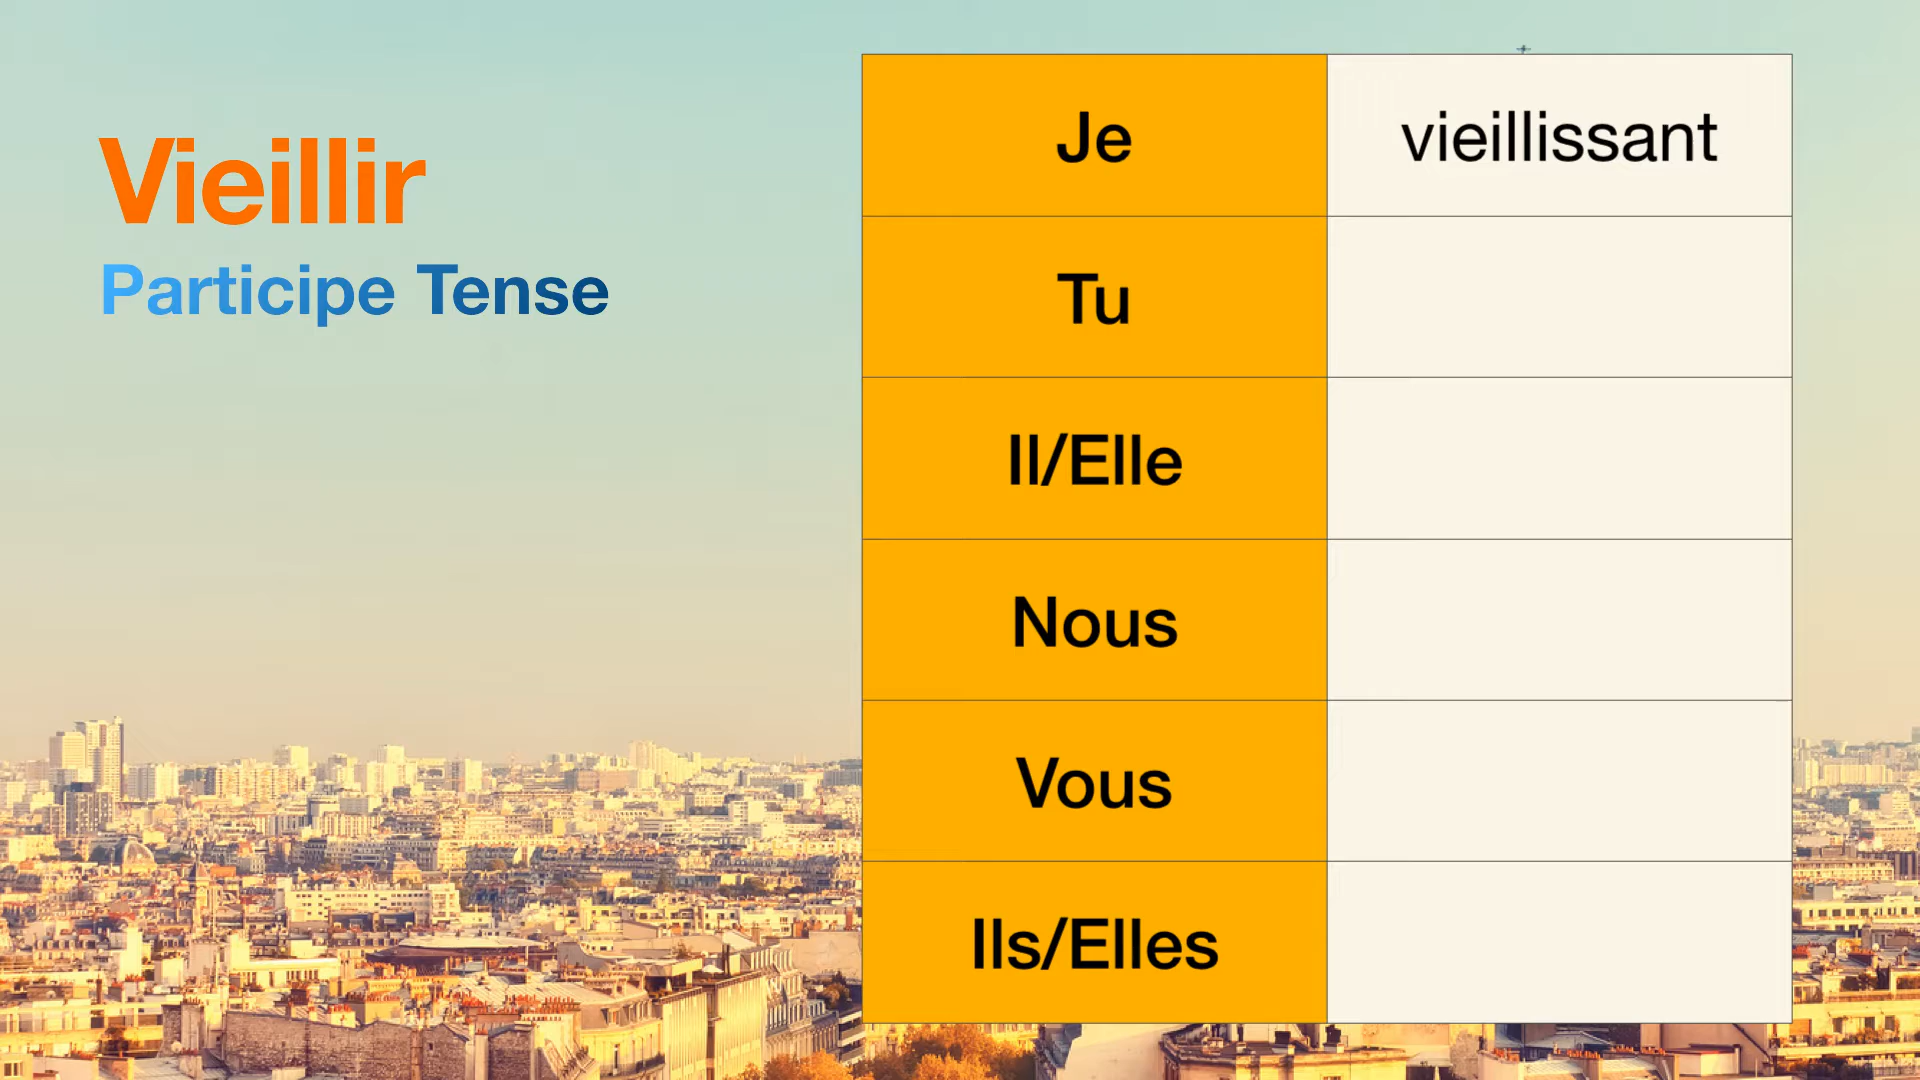 Vieillir
Participe Tense
Je vieillissant
Tu
Il/Elle
Nous
Vous
Ils/Elles